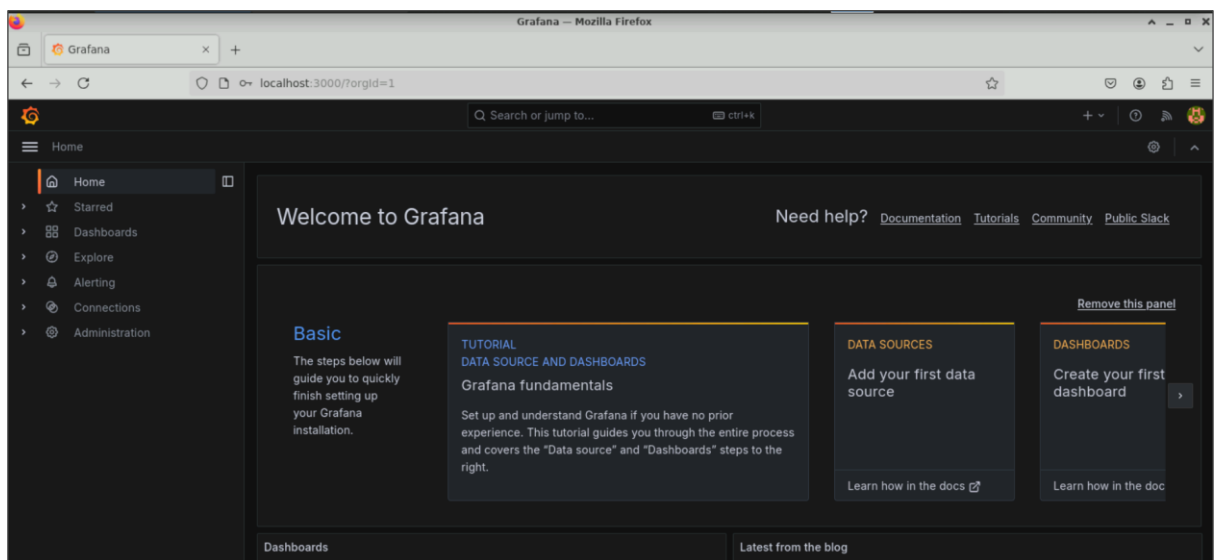 Grafana — Mozilla Firefox
Grafana
localhost:3000/?orgId=1
Search or jump to...
ctrl+k
Home
Home
Starred
Dashboards
Explore
Alerting
Connections
Administration
Welcome to Grafana
Need help? Documentation Tutorials Community Public Slack
Remove this panel
Basic
The steps below will
guide you to quickly
finish setting up
your Grafana
installation.
TUTORIAL
DATA SOURCE AND DASHBOARDS
Grafana fundamentals
Set up and understand Grafana if you have no prior
experience. This tutorial guides you through the entire process
and covers the "Data source" and "Dashboards" steps to the
right.
DATA SOURCES
Add your first data
source
Learn how in the docs
DASHBOARDS
Create your first
dashboard
Learn how in the doc
Dashboards
Latest from the blog